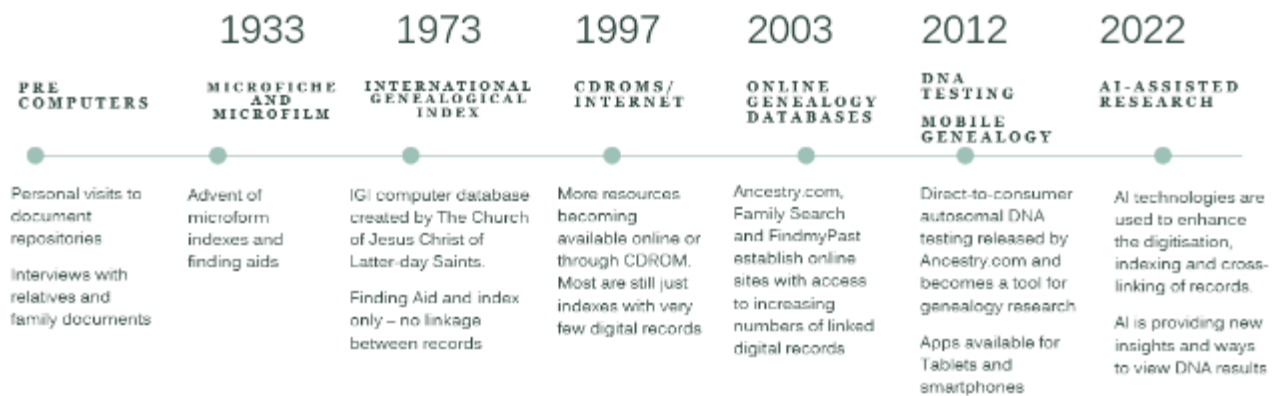 PRE
COMPUTERS
Personal visits to
document
repositories
Interviews with
relatives and
family documents
1933
MICROFICHE
AND
MICROFILM
Advent of
microform
indexes and
finding aids
1973
INTERNATIONAL
GENEALOGICAL
INDEX
IGI computer database
created by The Church
of Jesus Christ of
Latter-day Saints.
Finding Aid and index
only – no linkage
between records
1997
CDROMS/
INTERNET
More resources
becoming
available online or
through CDROM.
Most are still just
indexes with very
few digital records
2003
ONLINE
GENEALOGY
DATABASES
Ancestry.com,
Family Search
and FindmyPast
establish online
sites with access
to increasing
numbers of linked
digital records
2012
DNA
TESTING
MOBILE
GENEALOGY
Direct-to-consumer
autosomal DNA
testing released by
Ancestry.com and
becomes a tool for
genealogy research
Apps available for
Tablets and
smartphones
2022
AI-ASSISTED
RESEARCH
AI technologies are
used to enhance
the digitisation,
indexing and cross-
linking of records.
AI is providing new
insights and ways
to view DNA results